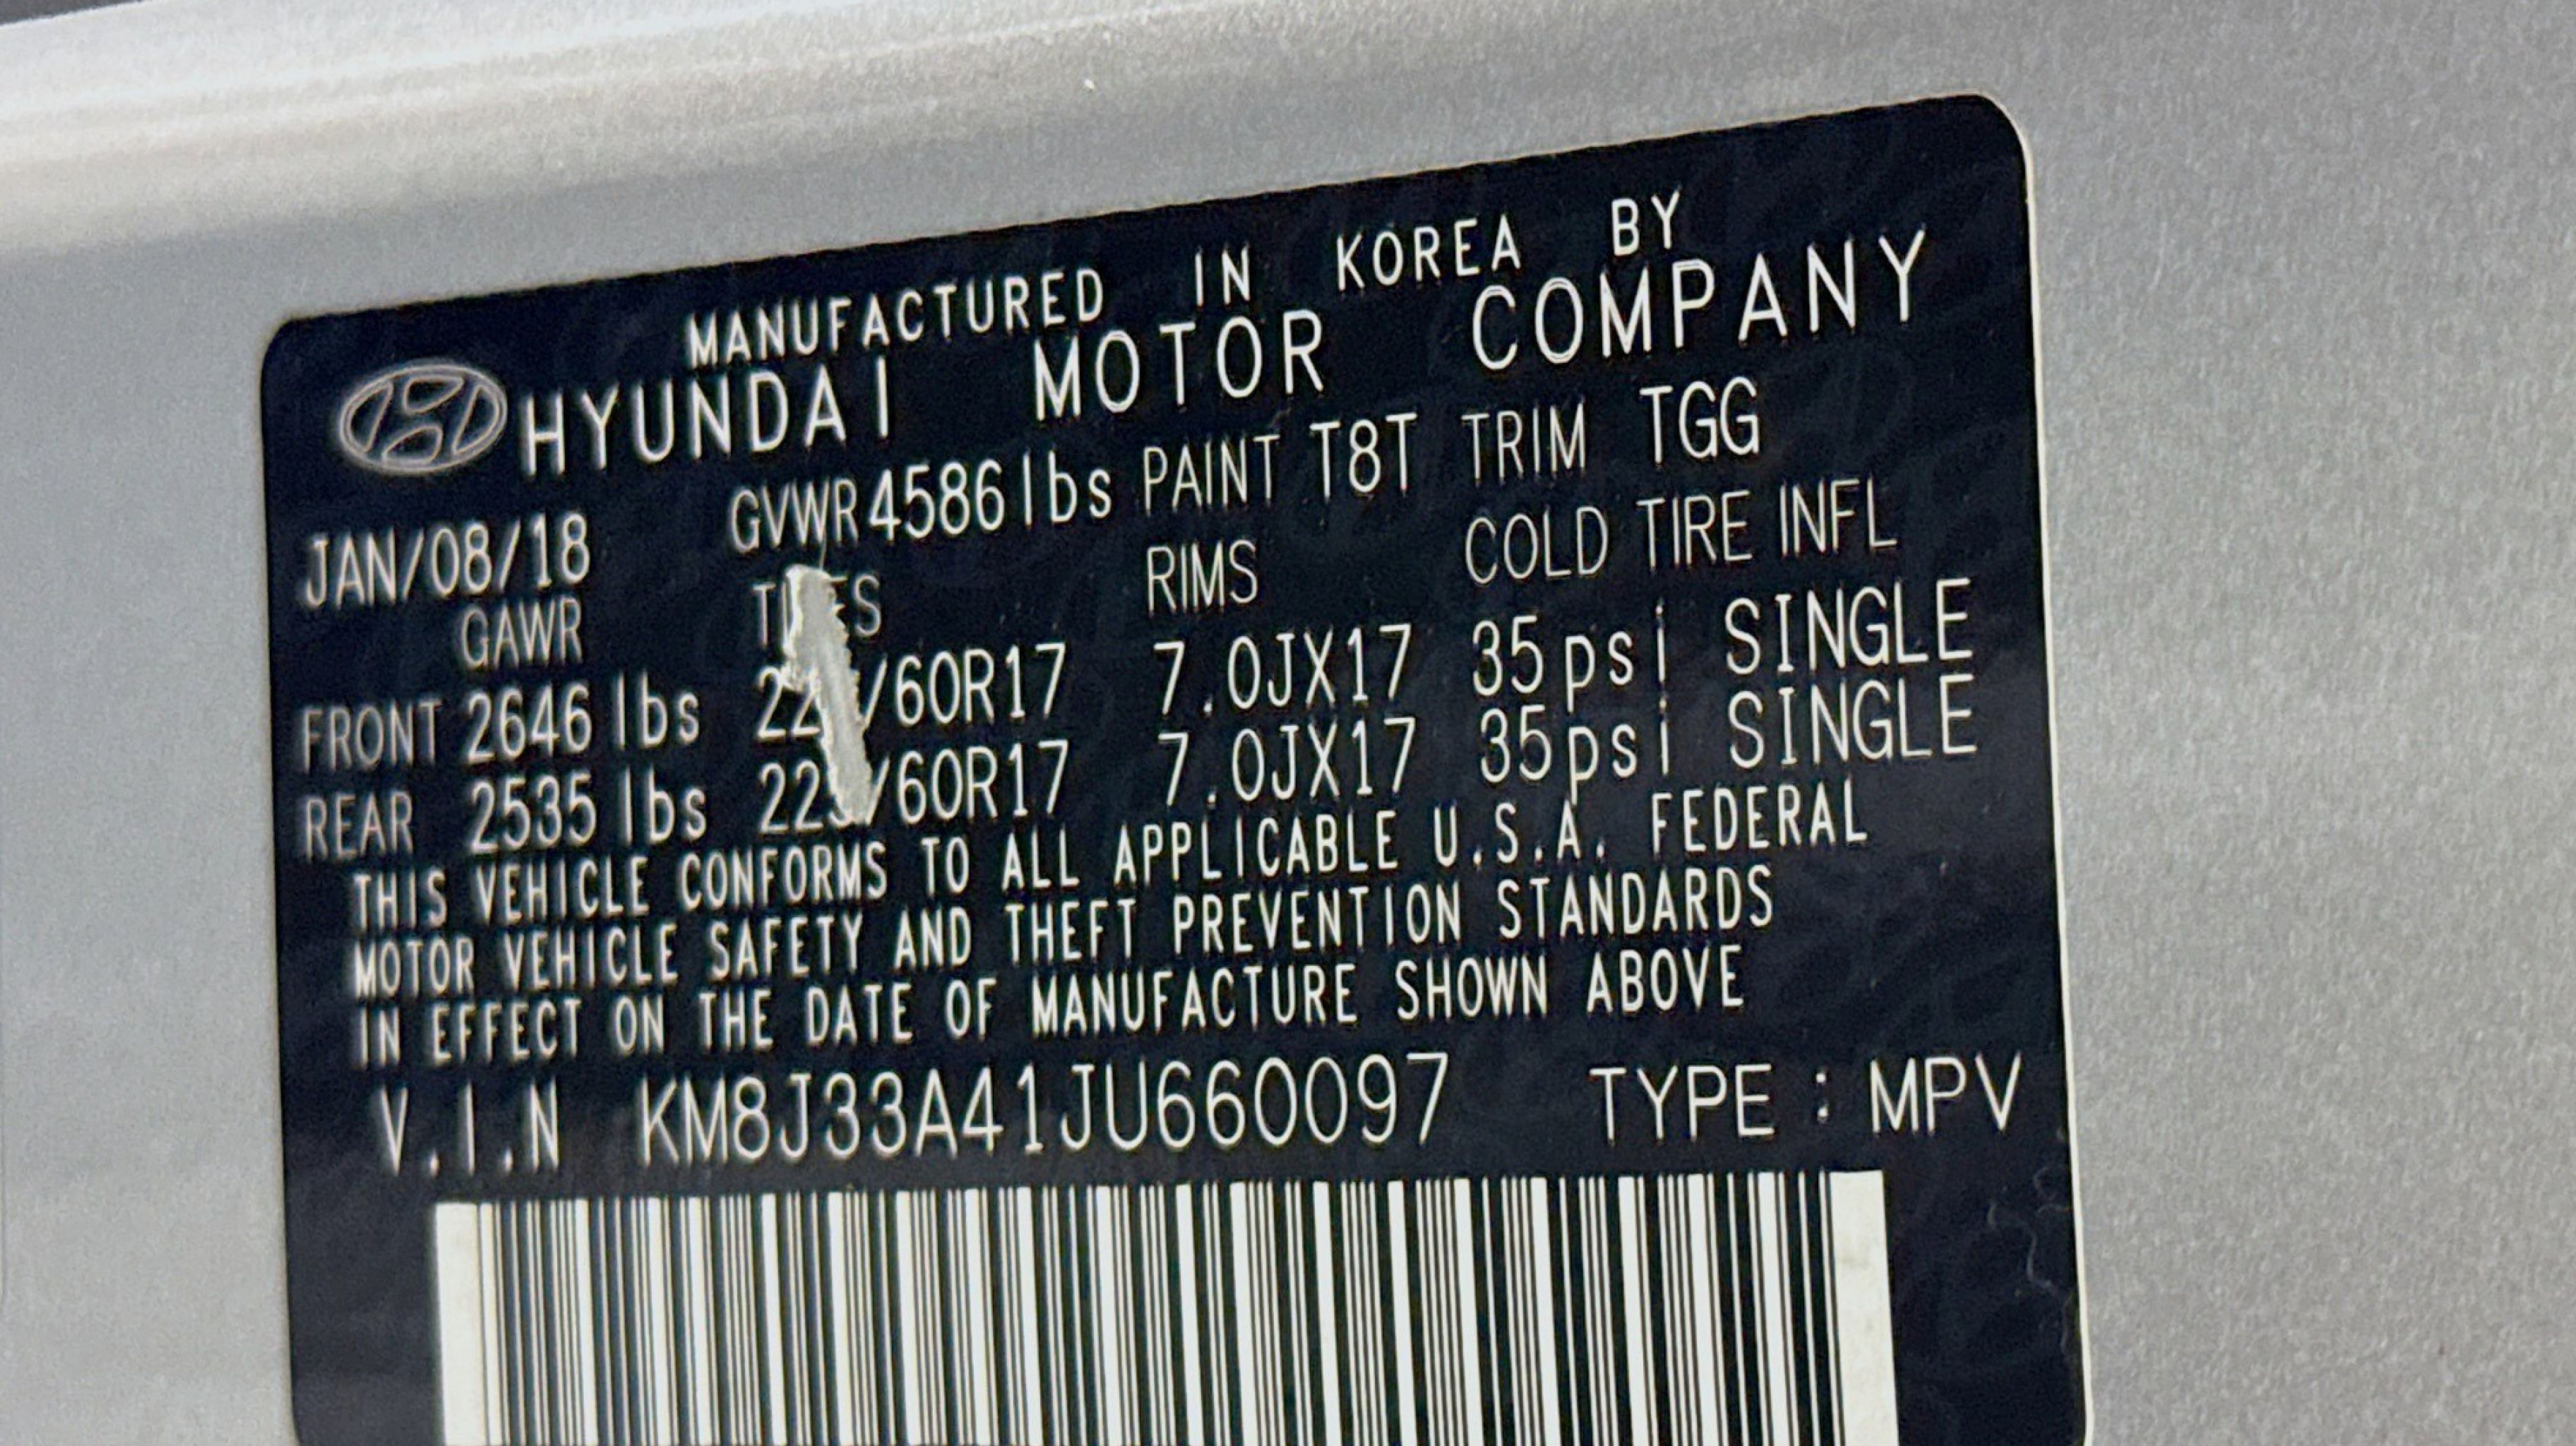 MANUFACTURED IN KOREA BY
HYUNDAI MOTOR COMPANY
JAN/08/18 GVWR 4586 lbs PAINT T8T TRIM TGG
GAWR RIMS COLD TIRE INFL
FRONT 2646 lbs /60R17 7.0JX17 35psi SINGLE
REAR 2535 lbs /60R17 7.0JX17 35psi SINGLE
THIS VEHICLE CONFORMS TO ALL APPLICABLE U.S.A. FEDERAL
MOTOR VEHICLE SAFETY AND THEFT PREVENTION STANDARDS
IN EFFECT ON THE DATE OF MANUFACTURE SHOWN ABOVE
V.I.N KM8J33A41JU660097 TYPE : MPV